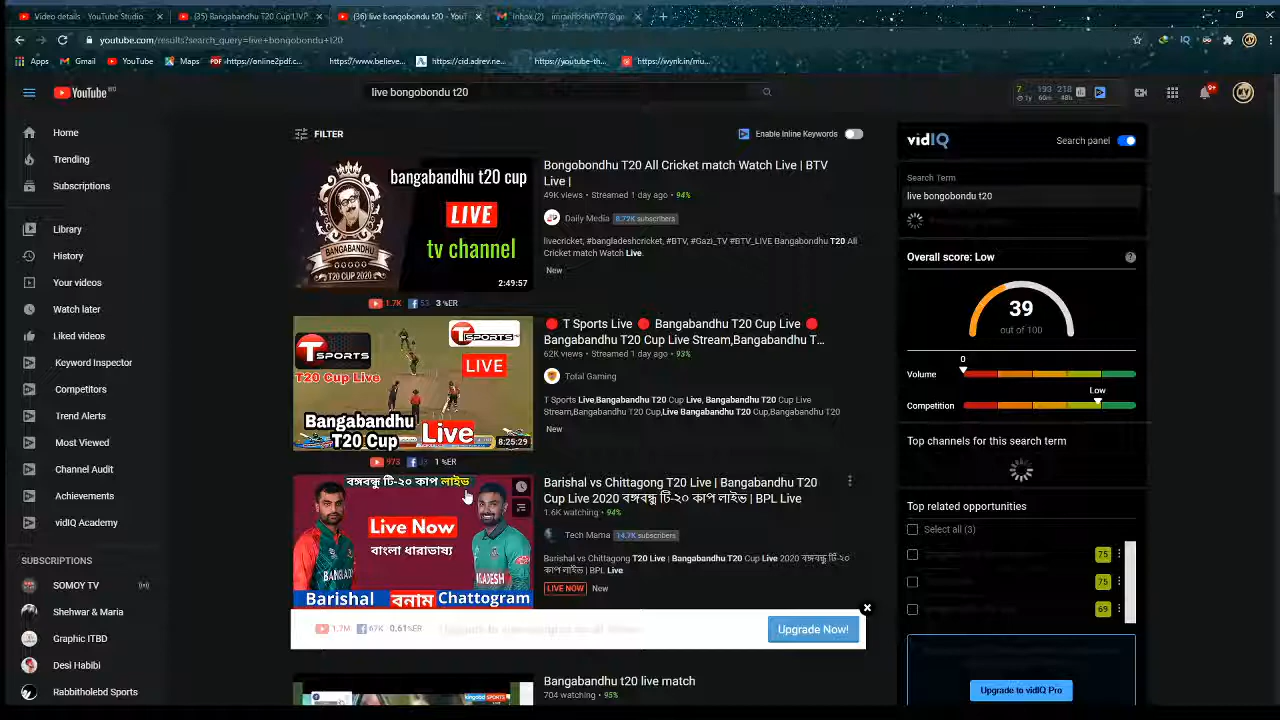 Video details - YouTube Studio
(35) Bangabandhu T20 Cup LIVE
(36) live bongobondu t20 - YouT
Inbox (2)
youtube.com/results?search_query=live+bongobondu+t20
Apps
Gmail
YouTube
Maps
https://online2pdf.c...
https://www.believe...
https://cid.adrev.ne...
https://youtube-th...
https://wynk.in/mu...
YouTube BD
live bongobondu t20
7
1y
193
60m
218
48h
9+
Home
Trending
Subscriptions
Library
History
Your videos
Watch later
Liked videos
Keyword Inspector
Competitors
Trend Alerts
Most Viewed
Channel Audit
Achievements
vidIQ Academy
SUBSCRIPTIONS
SOMOY TV
Shehwar & Maria
Graphic ITBD
Desi Habibi
Rabbitholebd Sports
FILTER
Enable Inline Keywords
bangabandhu t20 cup
LIVE
tv channel
BANGABANDHU
T20 CUP 2020
2:49:57
Bongobondhu T20 All Cricket match Watch Live | BTV
Live |
49K views • Streamed 1 day ago • 94%
Daily Media 8.72K subscribers
livecricket, #bangladeshcricket, #BTV, #Gazi_TV #BTV_LIVE Bangabondhu T20 All
Cricket match Watch Live.
New
1.7K 53 3 %ER
T SPORTS
T20 Cup Live
T SPORTS
LIVE
Bangabandhu
T20 Cup Live
8:25:29
T Sports Live Bangabandhu T20 Cup Live
Bangabandhu T20 Cup Live Stream,Bangabandhu T...
62K views • Streamed 1 day ago • 93%
Total Gaming
T Sports Live,Bangabandhu T20 Cup Live, Bangabandhu T20 Cup Live
Stream,Bangabandhu T20 Cup,Live Bangabandhu T20 Cup,Bangabandhu T20
New
973 1 %ER
বঙ্গবন্ধু টি-২০ কাপ লাইভ
Live Now
বাংলা ধারাভাষ্য
Barishal বনাম Chattogram
Barishal vs Chittagong T20 Live | Bangabandhu T20
Cup Live 2020 বঙ্গবন্ধু টি-২০ কাপ লাইভ | BPL Live
1.6K watching • 94%
Tech Mama 14.7K subscribers
Barishal vs Chittagong T20 Live | Bangabandhu T20 Cup Live 2020 বঙ্গবন্ধু টি-২০
কাপ লাইভ | BPL Live
LIVE NOW New
1.7M 67K 0.61%ER
Upgrade Now!
kingsbd SPORTS
Bangabandhu t20 live match
704 watching • 95%
vidIQ
Search panel
Search Term
live bongobondu t20
Overall score: Low
39
out of 100
0
Volume
Low
Competition
Top channels for this search term
Top related opportunities
Select all (3)
75
75
69
Upgrade to vidIQ Pro